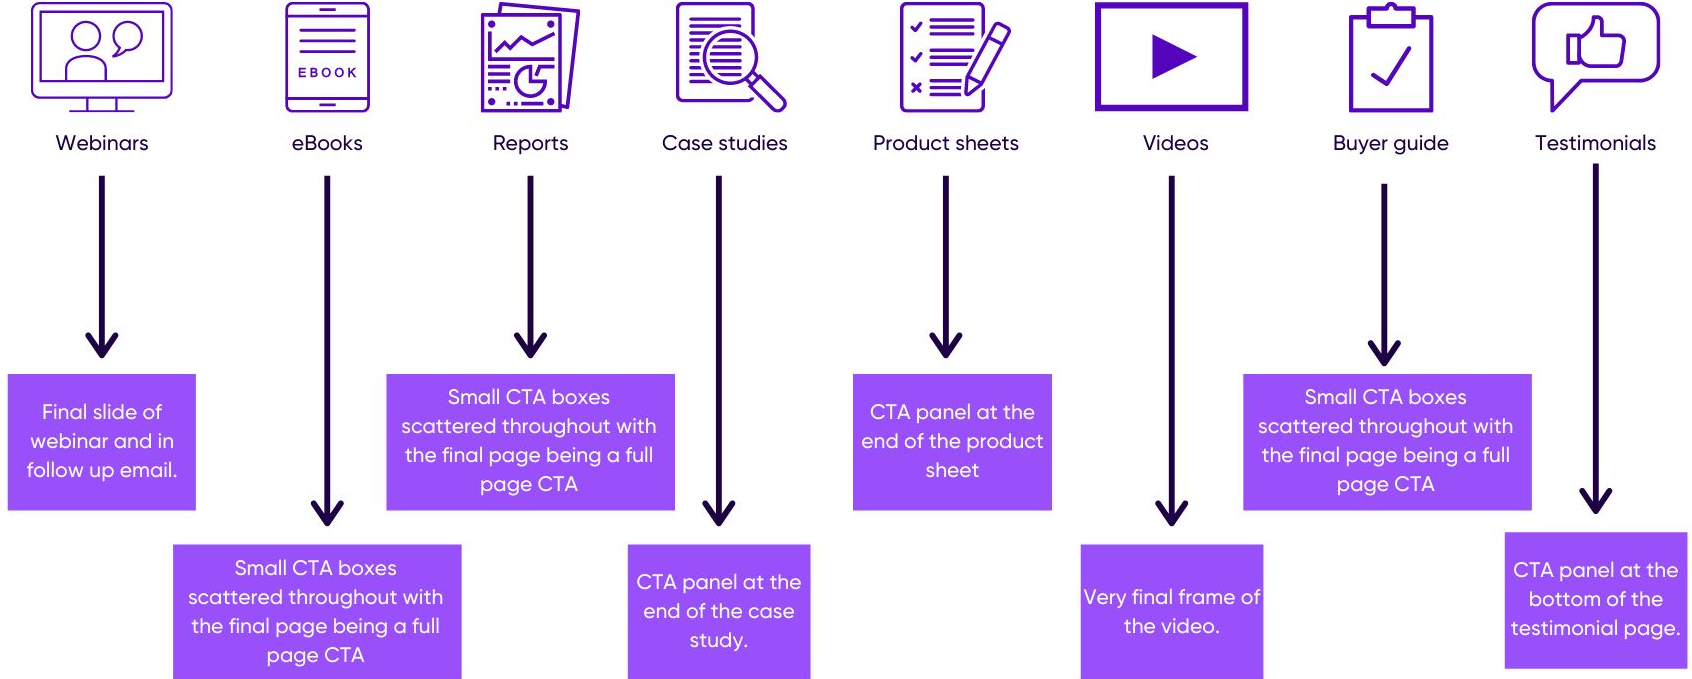 EBOOK
Webinars
eBooks
Reports
Case studies
Product sheets
Videos
Buyer guide
Testimonials
Final slide of
webinar and in
follow up email.
Small CTA boxes
scattered throughout with
the final page being a full
page CTA
CTA panel at the
end of the product
sheet
Small CTA boxes
scattered throughout with
the final page being a full
page CTA
Small CTA boxes
scattered throughout with
the final page being a full
page CTA
CTA panel at the
end of the case
study.
Very final frame of
the video.
CTA panel at the
bottom of the
testimonial page.